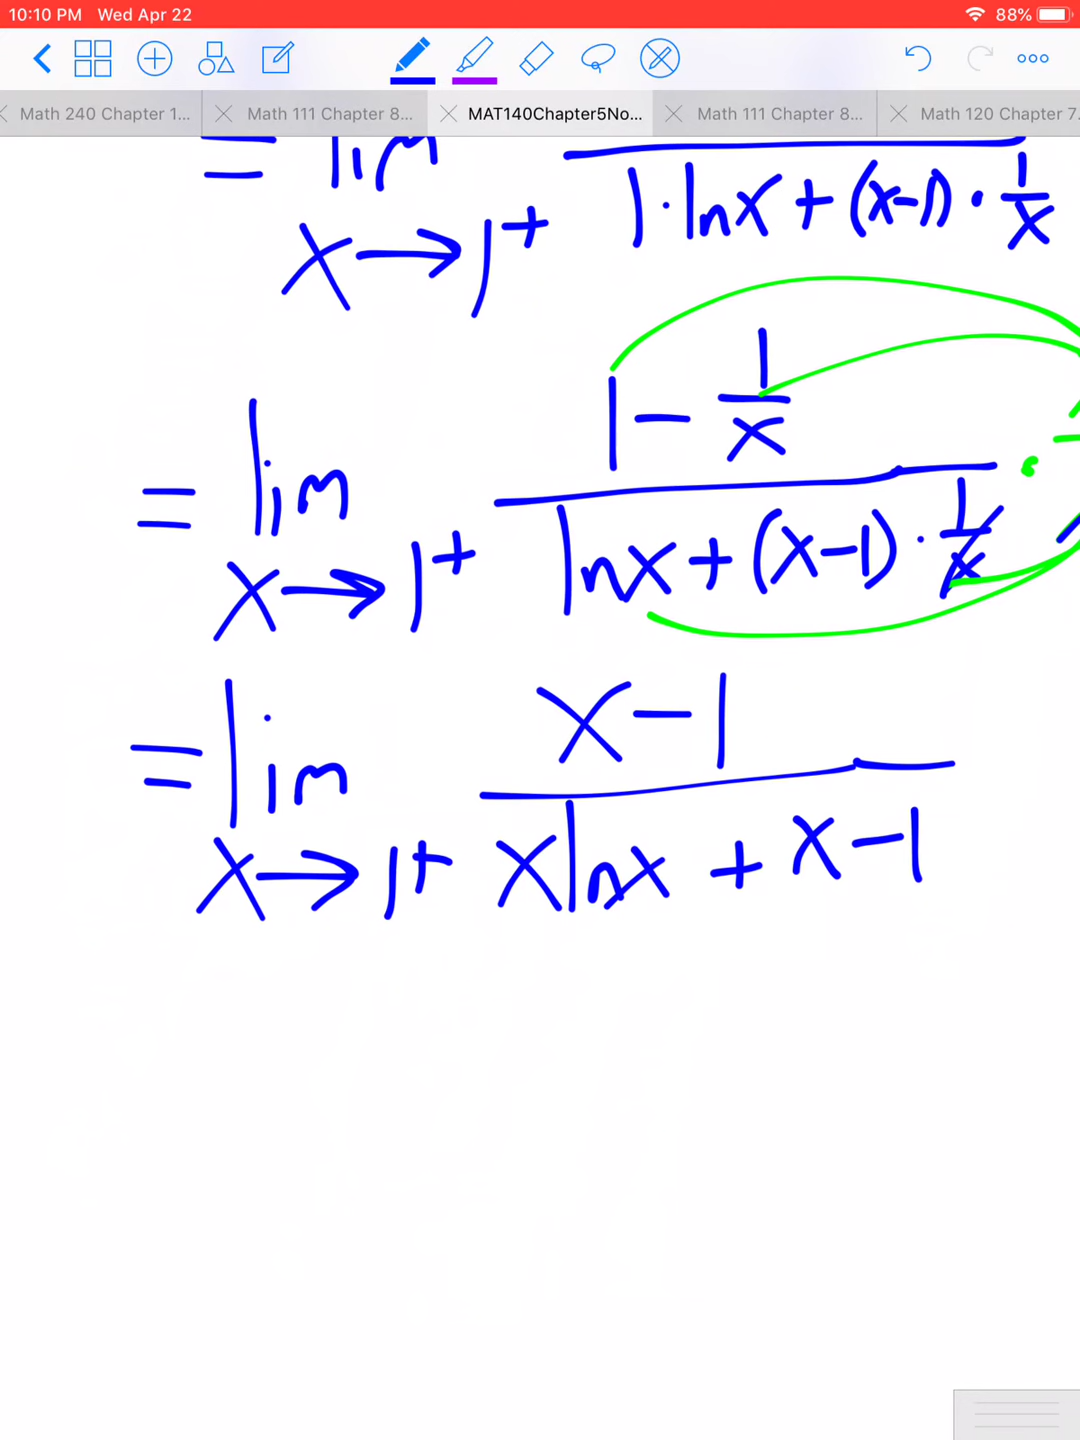 10:10 PM Wed Apr 22 88%
Math 240 Chapter 1... Math 111 Chapter 8... MAT140Chapter5No... Math 111 Chapter 8... Math 120 Chapter 7.
= lim
x→1⁺ 1·lnx + (x-1)·1/x
1 - 1/x
= lim
x→1⁺ lnx + (x-1)·1/x
x-1
= lim
x→1⁺ xlnx + x-1